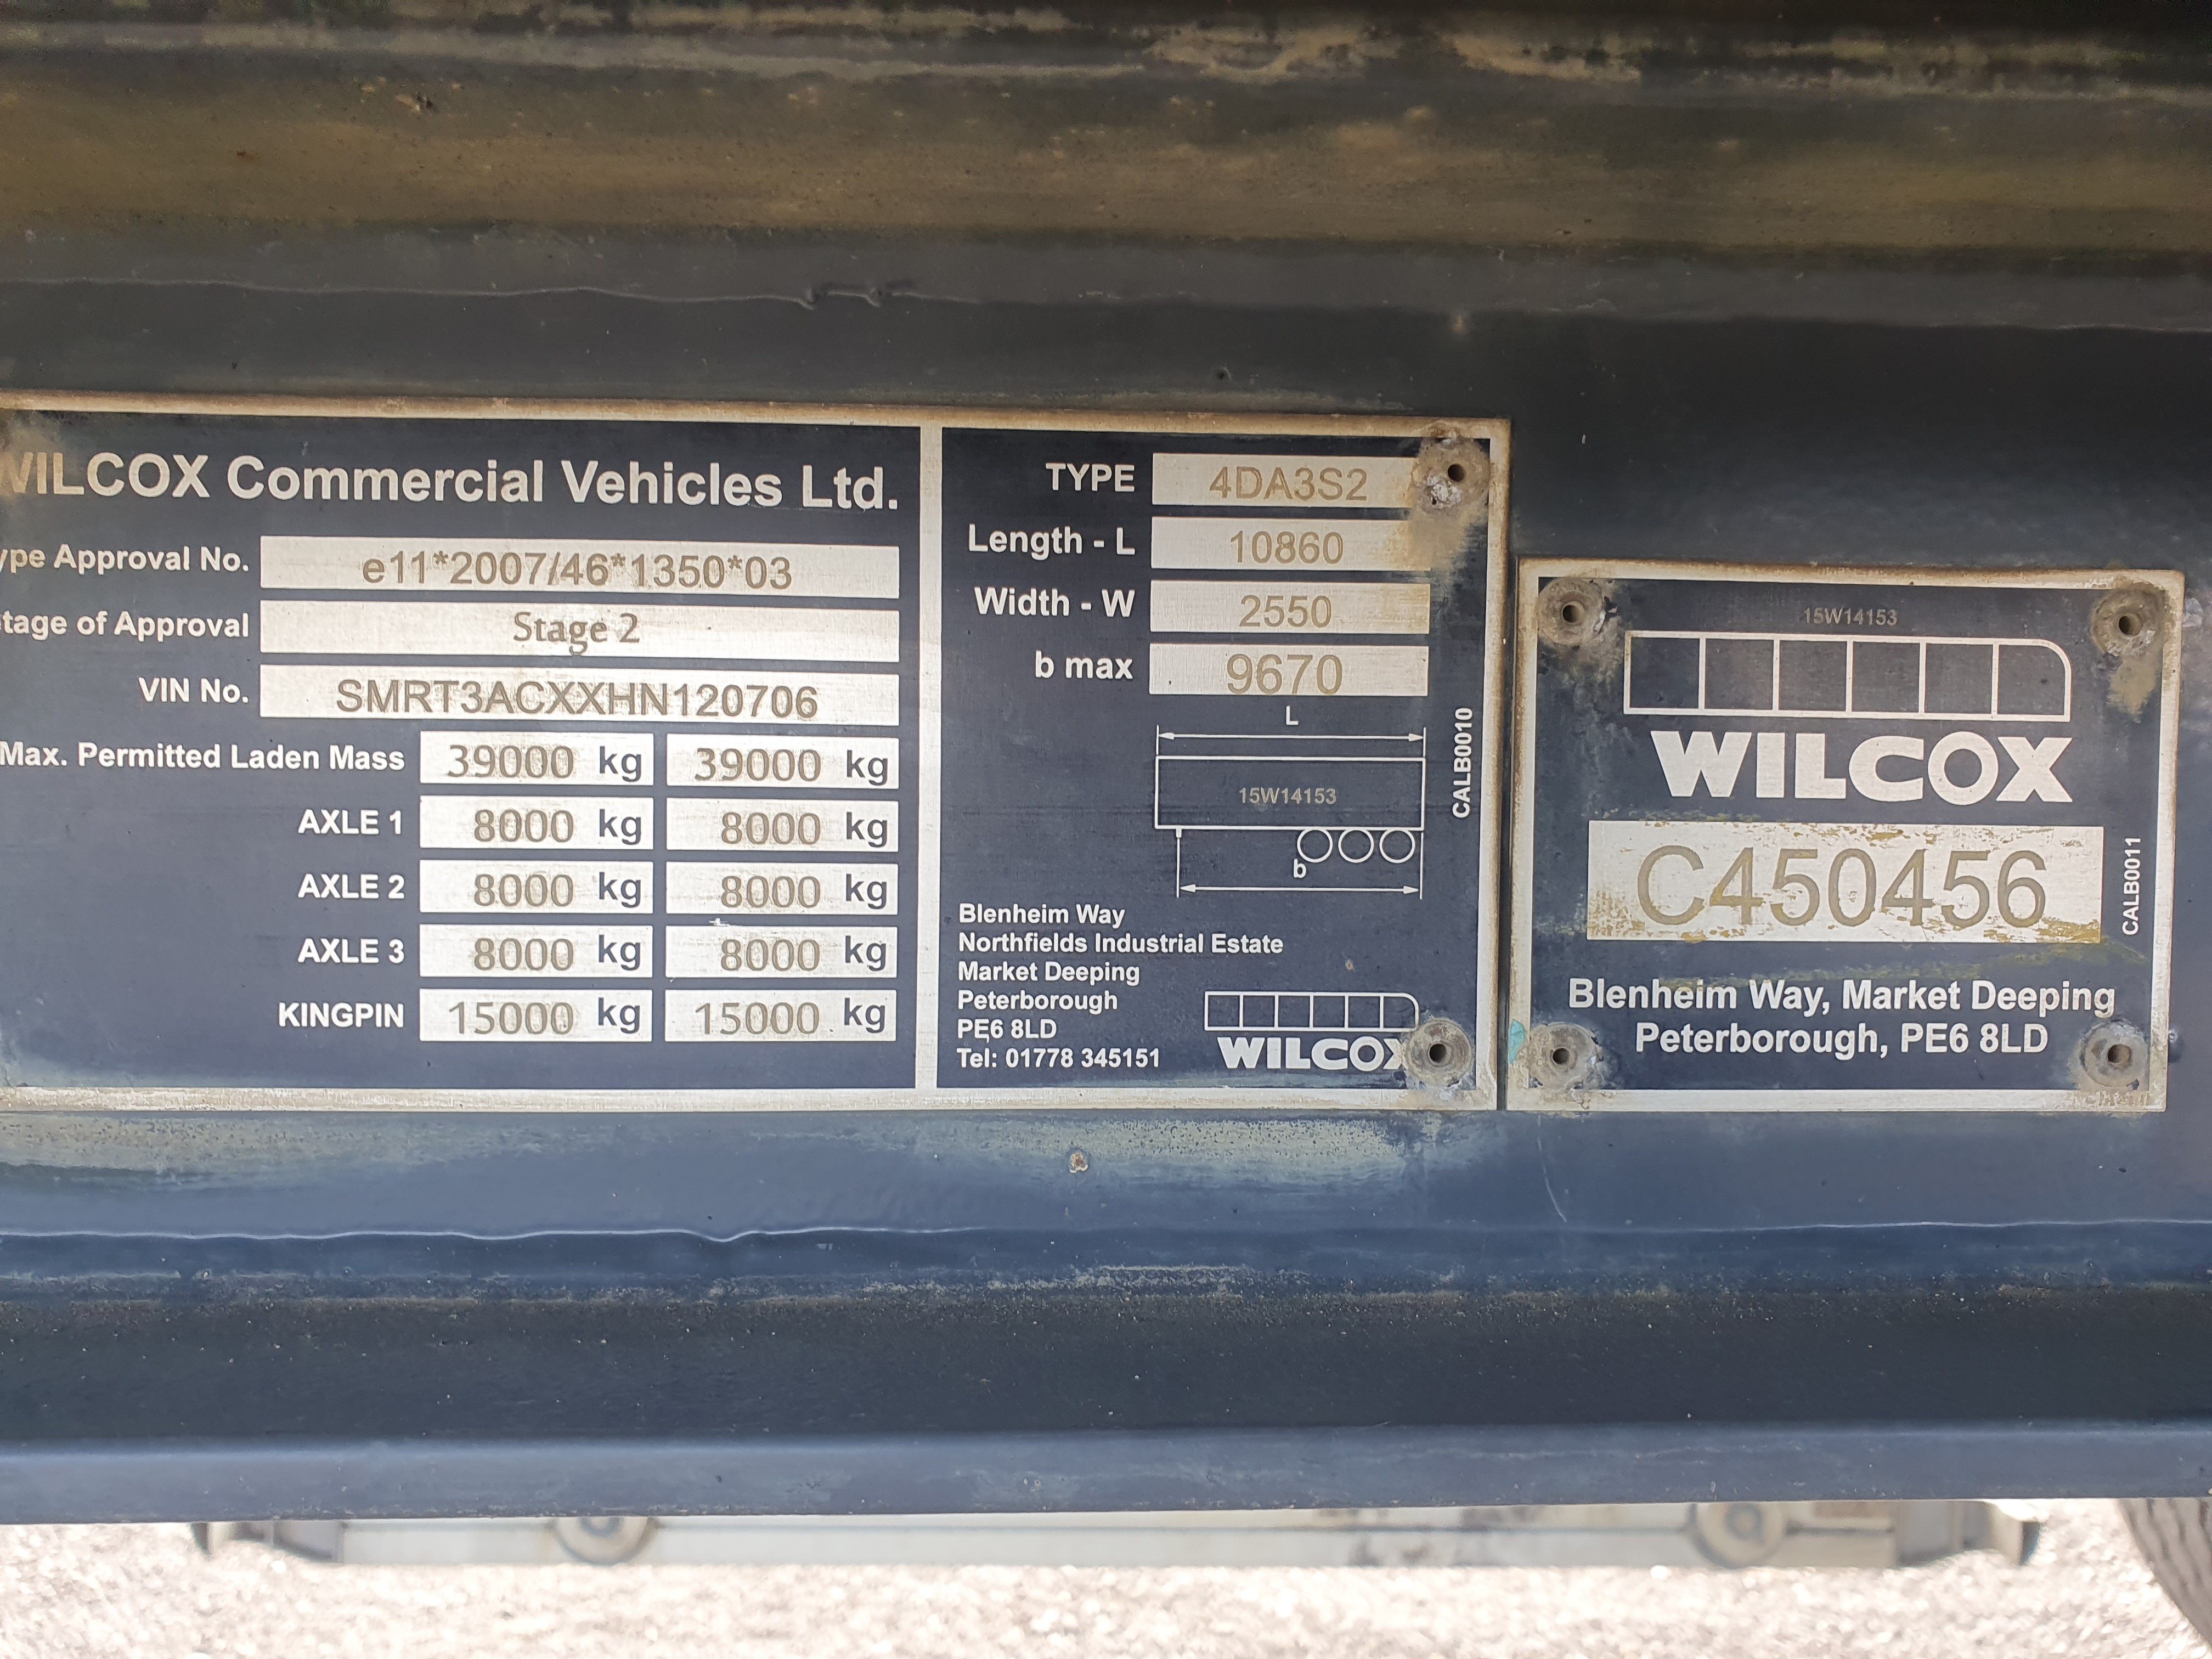 WILCOX Commercial Vehicles Ltd.
ype Approval No. e11*2007/46*1350*03
tage of Approval Stage 2
VIN No. SMRT3ACXXHN120706
Max. Permitted Laden Mass 39000 kg 39000 kg
AXLE 1 8000 kg 8000 kg
AXLE 2 8000 kg 8000 kg
AXLE 3 8000 kg 8000 kg
KINGPIN 15000 kg 15000 kg
TYPE 4DA3S2
Length - L 10860
Width - W 2550
b max 9670
L
15W14153
b
CALB0010
Blenheim Way
Northfields Industrial Estate
Market Deeping
Peterborough
PE6 8LD
Tel: 01778 345151
WILCOX
15W14153
WILCOX
C450456
CALB0011
Blenheim Way, Market Deeping
Peterborough, PE6 8LD